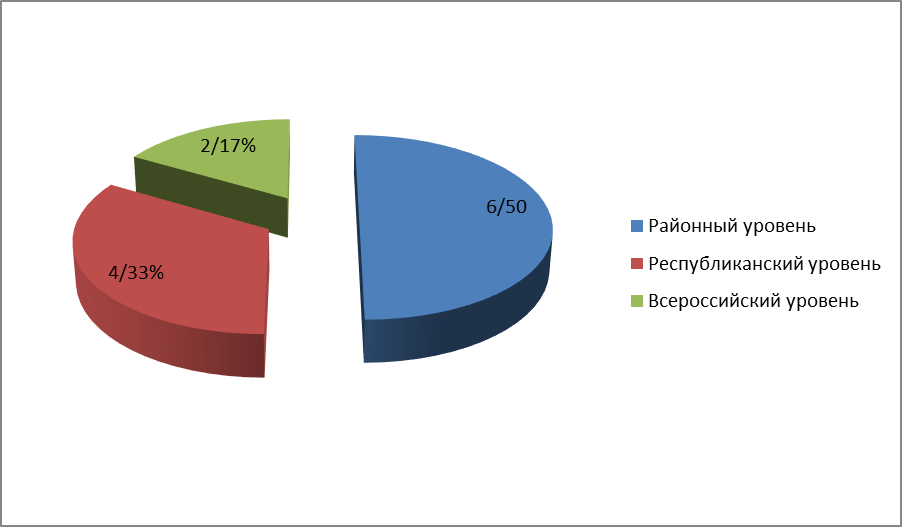 2/17%
6/50
4/33%
Районный уровень
Республиканский уровень
Всероссийский уровень